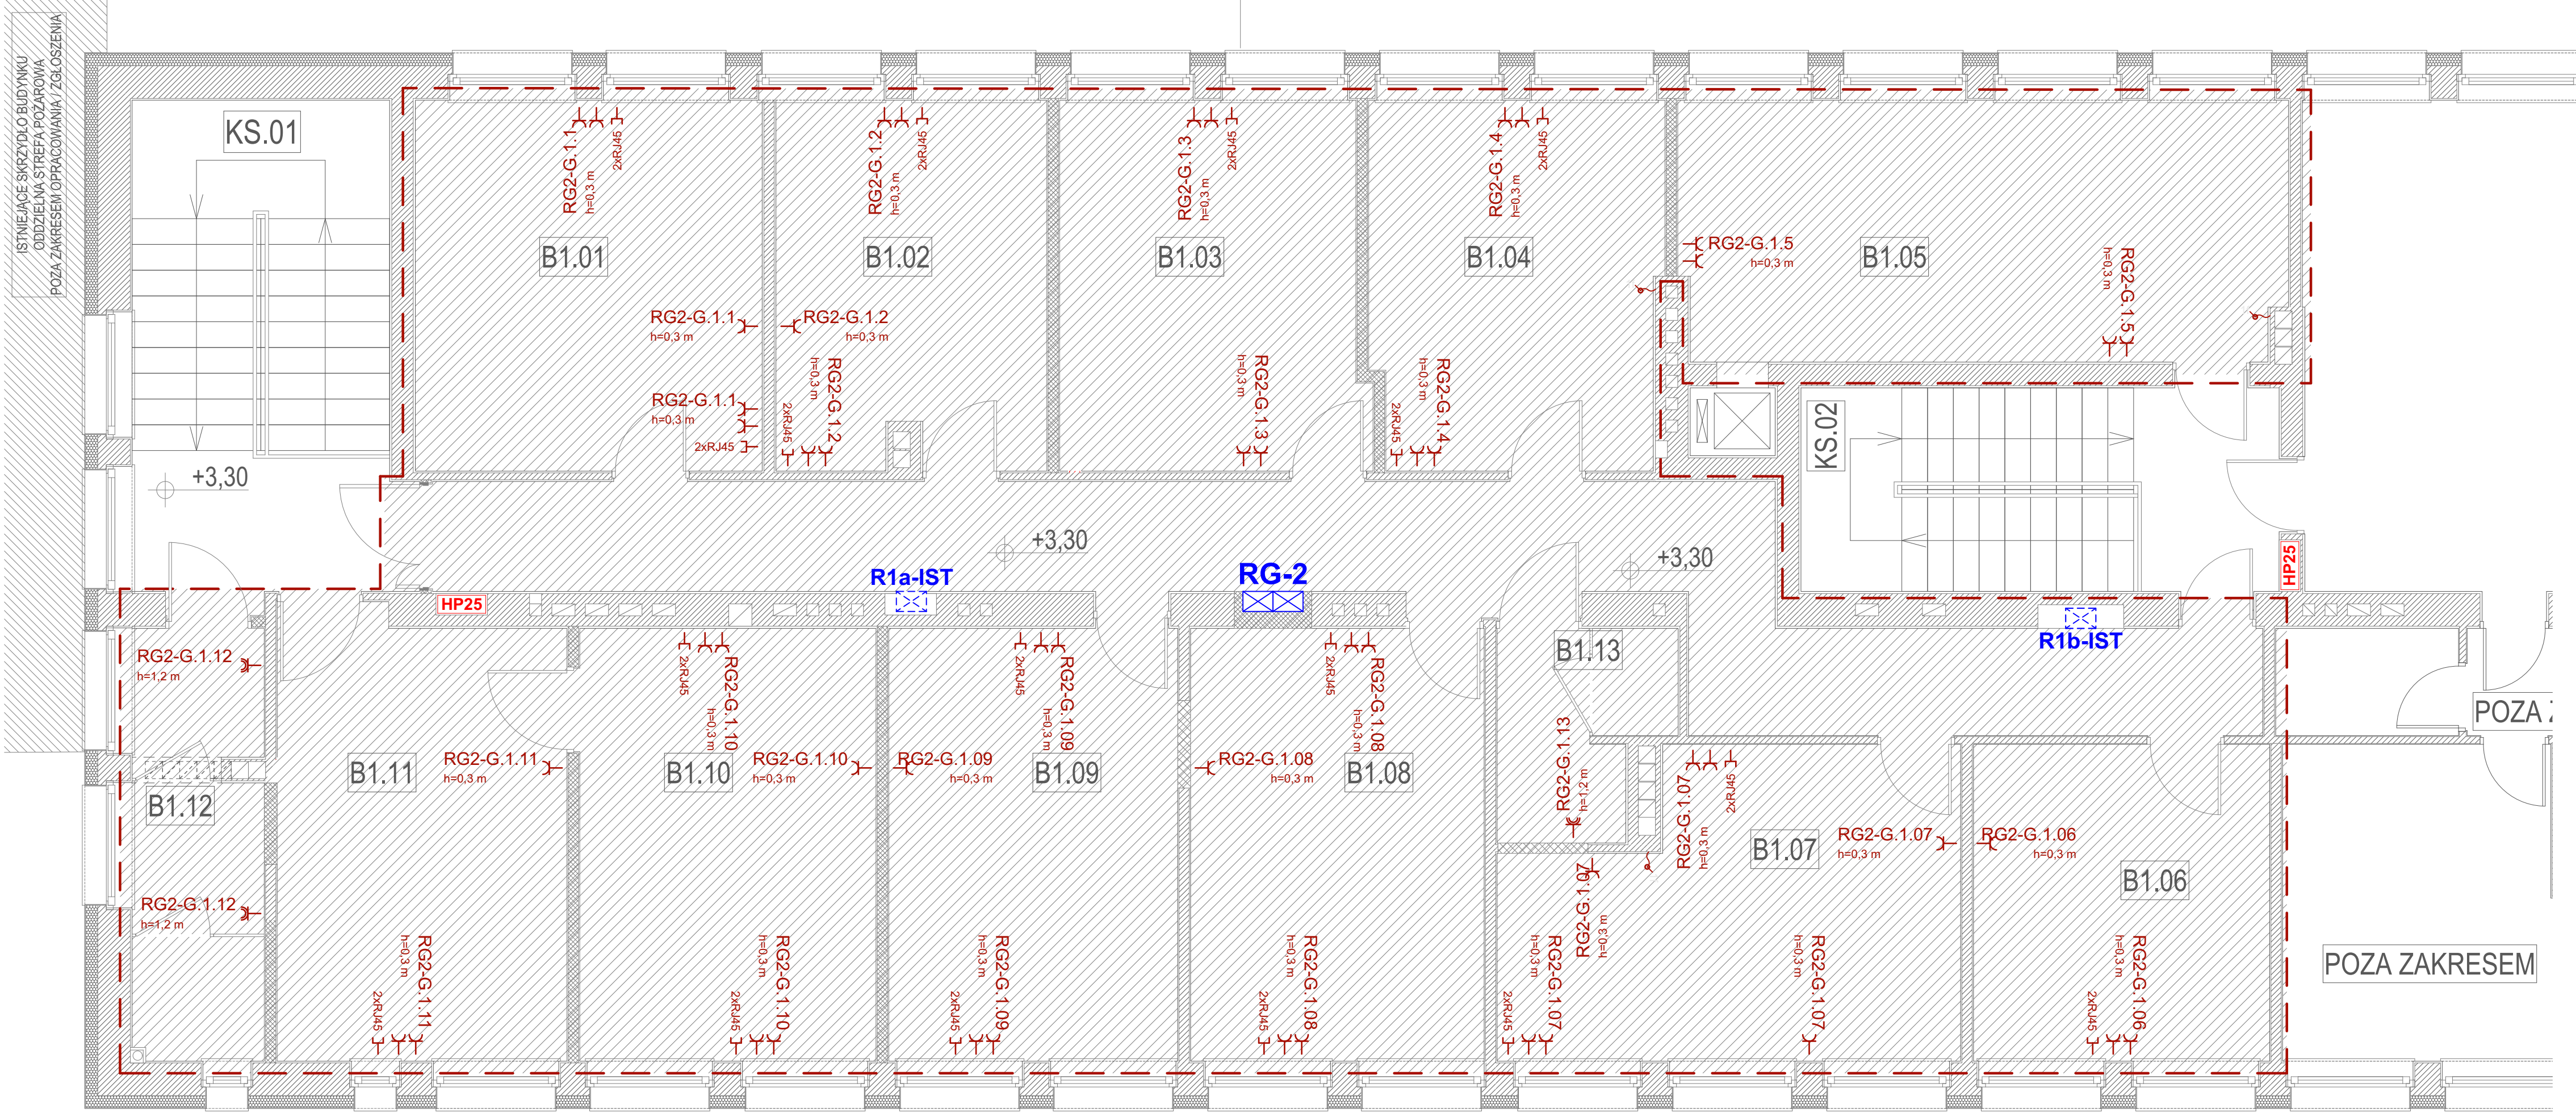 ISTNIEJĄCE SKRZYDŁO BUDYNKU
ODDZIELNA STREFA POŻAROWA
POZA ZAKRESEM OPRACOWANIA / ZGŁOSZENIA
KS.01
RG2-G.1.1
h=0,3 m
2xRJ45
RG2-G.1.2
h=0,3 m
2xRJ45
RG2-G.1.3
h=0,3 m
2xRJ45
RG2-G.1.4
h=0,3 m
2xRJ45
B1.01
B1.02
B1.03
B1.04
RG2-G.1.5
h=0,3 m
B1.05
RG2-G.1.5
h=0,3 m
RG2-G.1.1
h=0,3 m
RG2-G.1.2
h=0,3 m
RG2-G.1.1
h=0,3 m
2xRJ45
RG2-G.1.2
h=0,3 m
2xRJ45
RG2-G.1.3
h=0,3 m
RG2-G.1.4
h=0,3 m
2xRJ45
KS.02
+3,30
+3,30
+3,30
R1a-IST
RG-2
HP25
HP25
R1b-IST
RG2-G.1.12
h=1,2 m
2xRJ45
RG2-G.1.10
h=0,3 m
2xRJ45
RG2-G.1.09
h=0,3 m
2xRJ45
RG2-G.1.08
h=0,3 m
B1.13
POZA
RG2-G.1.11
h=0,3 m
RG2-G.1.10
h=0,3 m
RG2-G.1.09
h=0,3 m
RG2-G.1.08
h=0,3 m
RG2-G.1.13
h=1,2 m
RG2-G.1.07
h=0,3 m
2xRJ45
B1.12
B1.11
B1.10
B1.09
B1.08
B1.07
RG2-G.1.07
h=0,3 m
RG2-G.1.06
h=0,3 m
B1.06
RG2-G.1.12
h=1,2 m
RG2-G.1.07
h=0,3 m
RG2-G.1.11
h=0,3 m
2xRJ45
RG2-G.1.10
h=0,3 m
2xRJ45
RG2-G.1.09
h=0,3 m
2xRJ45
RG2-G.1.08
h=0,3 m
2xRJ45
RG2-G.1.07
h=0,3 m
2xRJ45
RG2-G.1.07
h=0,3 m
RG2-G.1.06
h=0,3 m
2xRJ45
POZA ZAKRESEM